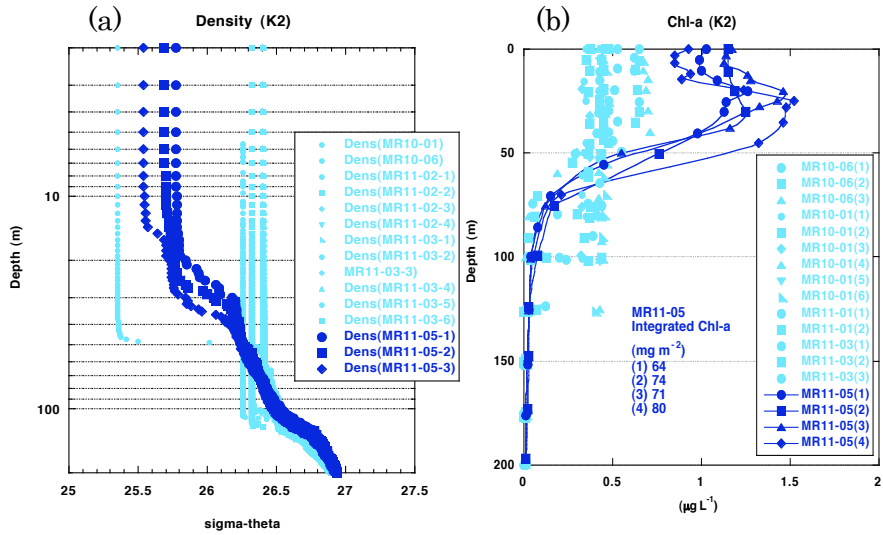 (a)
Density (K2)
Depth (m)
10
100
25
25.5
26
26.5
27
27.5
sigma-theta
Dens(MR10-01)
Dens(MR10-06)
Dens(MR11-02-1)
Dens(MR11-02-2)
Dens(MR11-02-3)
Dens(MR11-02-4)
Dens(MR11-03-1)
Dens(MR11-03-2)
MR11-03-3)
Dens(MR11-03-4)
Dens(MR11-03-5)
Dens(MR11-03-6)
Dens(MR11-05-1)
Dens(MR11-05-2)
Dens(MR11-05-3)
(b)
Chl-a (K2)
Depth (m)
0
50
100
150
200
0
0.5
1
1.5
2
(µg L⁻¹)
MR11-05
Integrated Chl-a
(mg m⁻²)
(1) 64
(2) 74
(3) 71
(4) 80
MR10-06(1)
MR10-06(2)
MR10-06(3)
MR10-01(1)
MR10-01(2)
MR10-01(3)
MR10-01(4)
MR10-01(5)
MR10-01(6)
MR11-01(1)
MR11-01(2)
MR11-03(1)
MR11-03(2)
MR11-03(3)
MR11-05(1)
MR11-05(2)
MR11-05(3)
MR11-05(4)